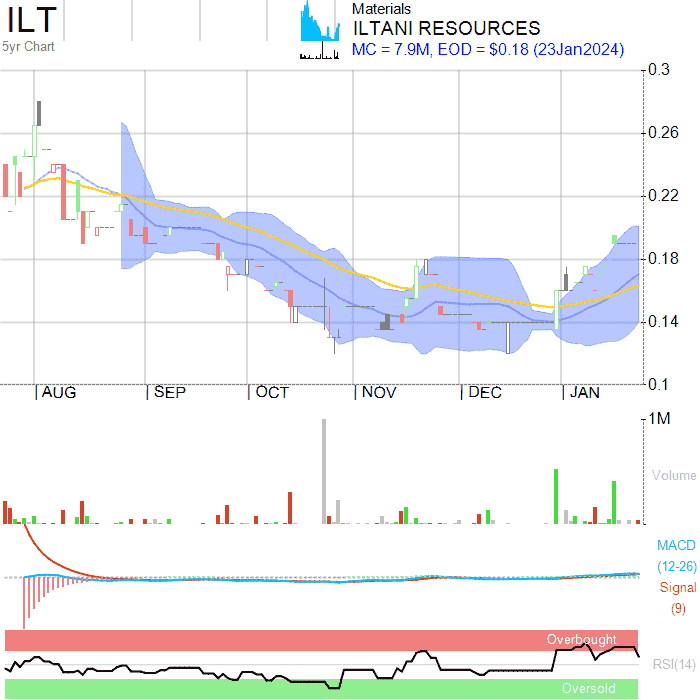 ILT
5yr Chart
Materials
ILTANI RESOURCES
MC = 7.9M, EOD = $0.18 (23Jan2024)
0.3
0.26
0.22
0.18
0.14
0.1
AUG SEP OCT NOV DEC JAN
1M
Volume
MACD
(12-26)
Signal
(9)
Overbought
RSI(14)
Oversold